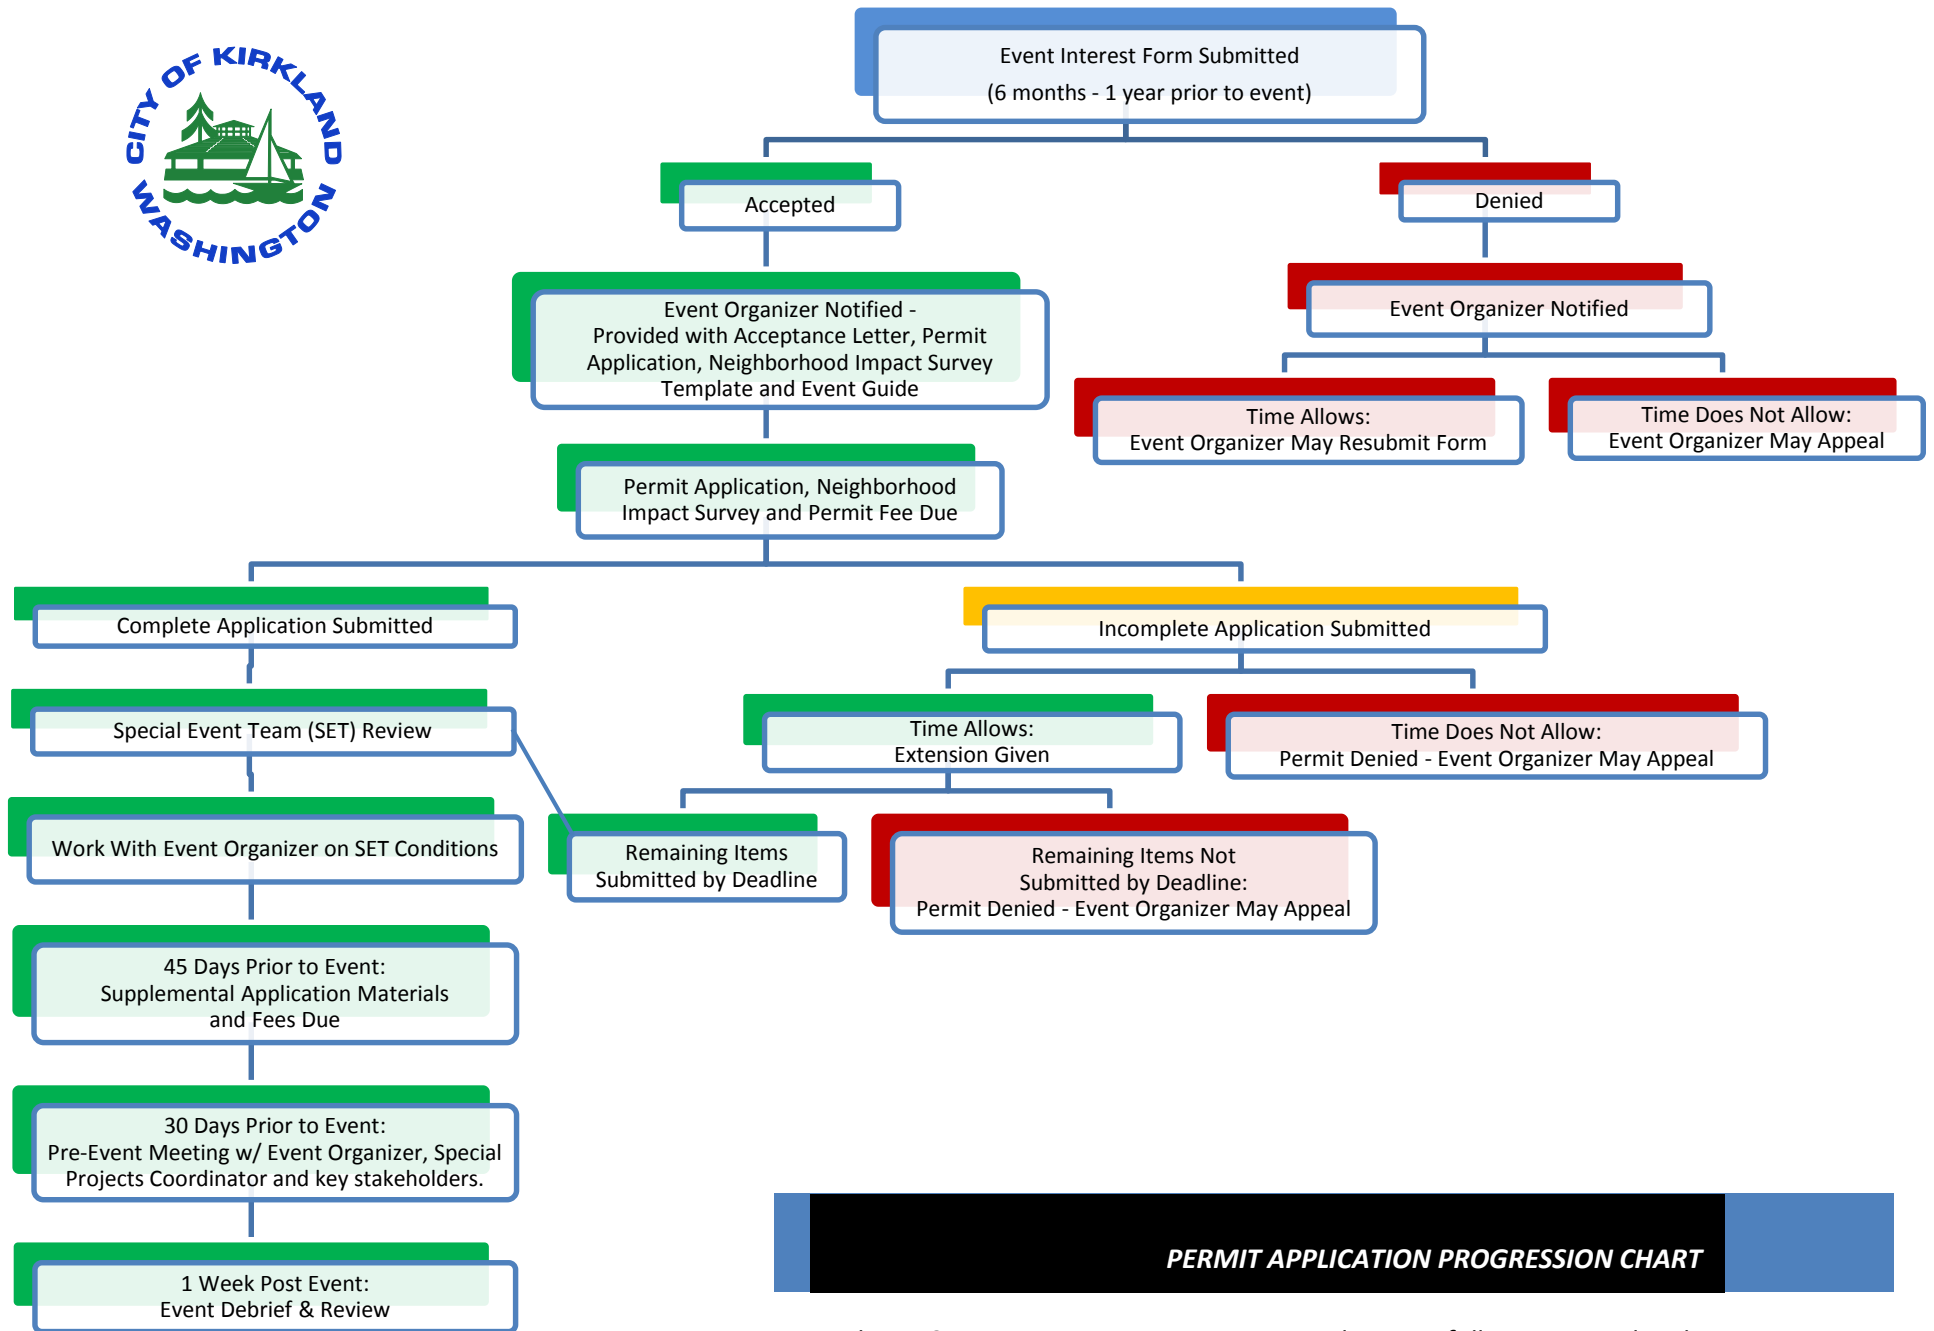 CITY OF KIRKLAND
WASHINGTON
Event Interest Form Submitted
(6 months - 1 year prior to event)
Accepted
Denied
Event Organizer Notified -
Provided with Acceptance Letter, Permit
Application, Neighborhood Impact Survey
Template and Event Guide
Event Organizer Notified
Time Allows:
Event Organizer May Resubmit Form
Time Does Not Allow:
Event Organizer May Appeal
Permit Application, Neighborhood
Impact Survey and Permit Fee Due
Complete Application Submitted
Incomplete Application Submitted
Special Event Team (SET) Review
Time Allows:
Extension Given
Time Does Not Allow:
Permit Denied - Event Organizer May Appeal
Work With Event Organizer on SET Conditions
Remaining Items
Submitted by Deadline
Remaining Items Not
Submitted by Deadline:
Permit Denied - Event Organizer May Appeal
45 Days Prior to Event:
Supplemental Application Materials
and Fees Due
30 Days Prior to Event:
Pre-Event Meeting w/ Event Organizer, Special
Projects Coordinator and key stakeholders.
1 Week Post Event:
Event Debrief & Review
PERMIT APPLICATION PROGRESSION CHART